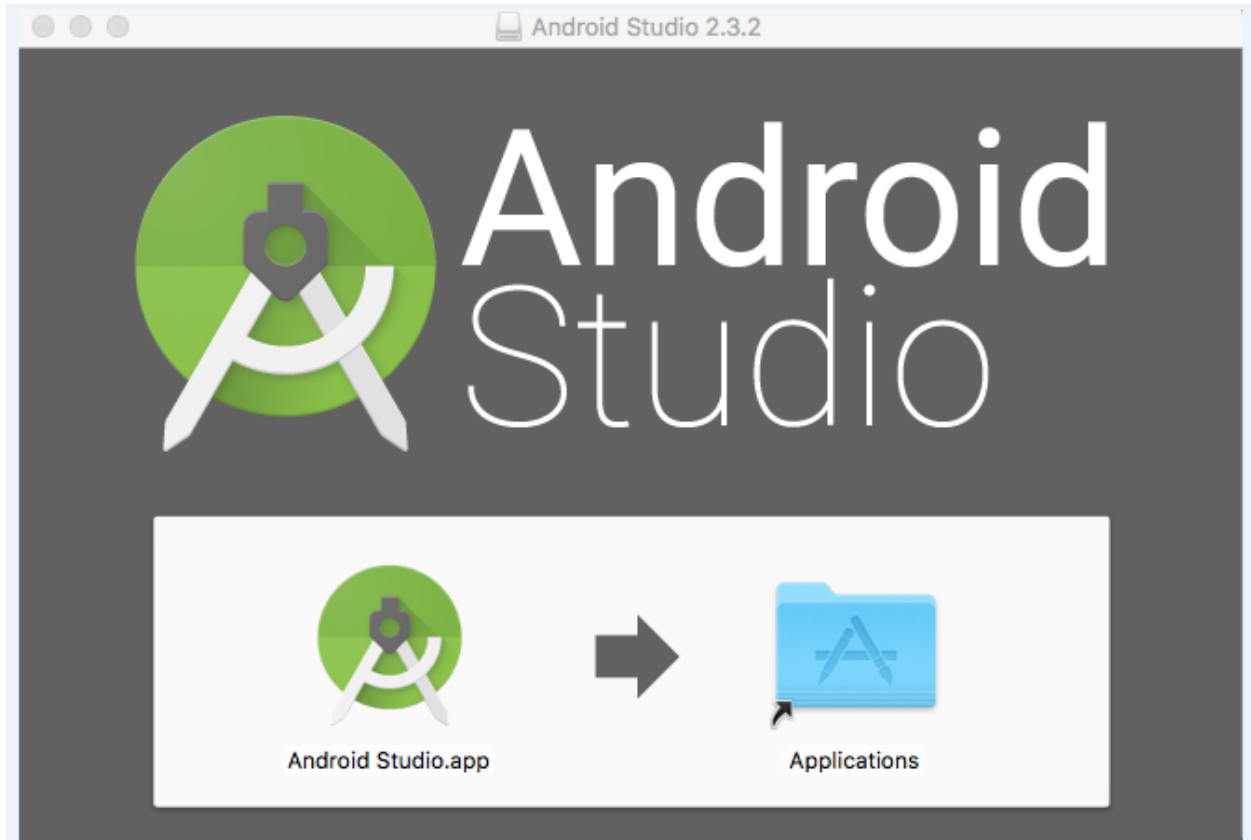 Android Studio 2.3.2
Android
Studio
Android Studio.app
Applications